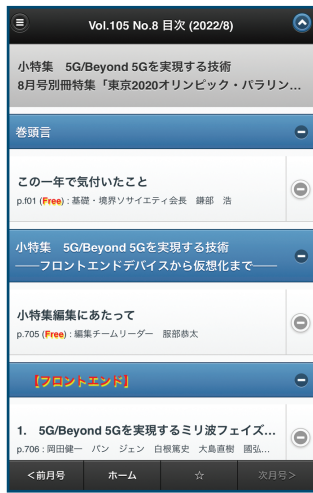 Vol.105 No.8 目次 (2022/8)
小特集　5G/Beyond 5Gを実現する技術
8月号別冊特集「東京2020オリンピック・パラリン…
巻頭言
この一年で気付いたこと
p.f01 (Free) : 基礎・境界ソサイエティ会長　鎌部　浩
小特集　5G/Beyond 5Gを実現する技術
――フロントエンドデバイスから仮想化まで――
小特集編集にあたって
p.705 (Free) : 編集チームリーダー　服部恭太
【フロントエンド】
1.　5G/Beyond 5Gを実現するミリ波フェイズ…
p.706 : 岡田健一　パン　ジェン　白根篤史　大島直樹　國弘…
＜前月号
ホーム
☆
次月号＞